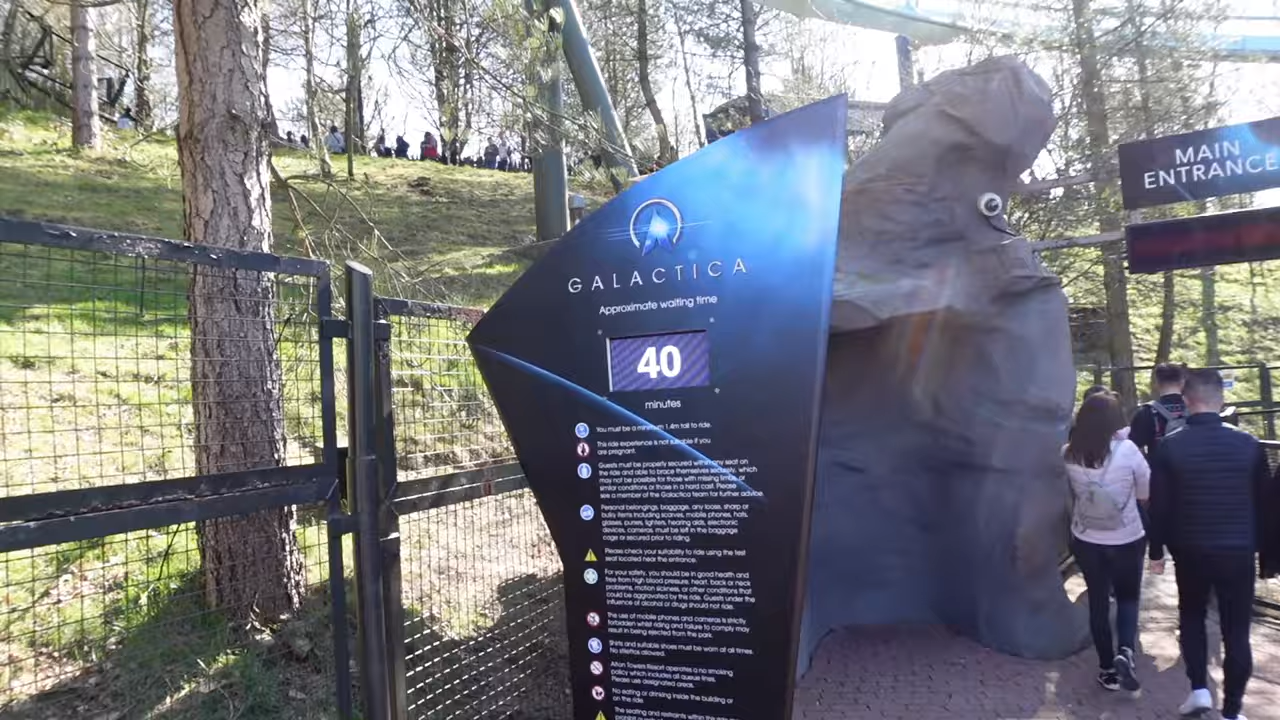 MAIN
ENTRANCE
GALACTICA
Approximate waiting time
40
minutes
You must be a minimum 1.4m tall to ride.
This ride experience is not suitable if you
are pregnant.
Guests must be properly secured within any seat on
the ride and able to brace themselves securely, which
may not be possible for those with missing limbs, or
similar conditions or those in a hard cast. Please
see a member of the Galactica team for further advice.
Personal belongings, baggage, any loose, sharp or
bulky items including scarves, mobile phones, hats,
glasses, purses, lighters, hearing aids, electronic
devices, cameras, must be left in the baggage
cage or secured prior to riding.
Please check your suitability to ride using the test
seat located near the entrance.
For your safety, you should be in good health and
free from high blood pressure, heart, back or neck
problems, motion sickness, or other conditions that
could be aggravated by this ride. Guests under the
influence of alcohol or drugs should not ride.
The use of mobile phones and cameras is strictly
forbidden whilst riding and failure to comply may
result in being ejected from the park.
Shirts and suitable shoes must be worn at all times.
No stilettos allowed.
Alton Towers Resort operates a no smoking
policy which includes all queue lines.
Please use designated areas.
No eating or drinking inside the building or
on the ride.
The seating and restraints within the